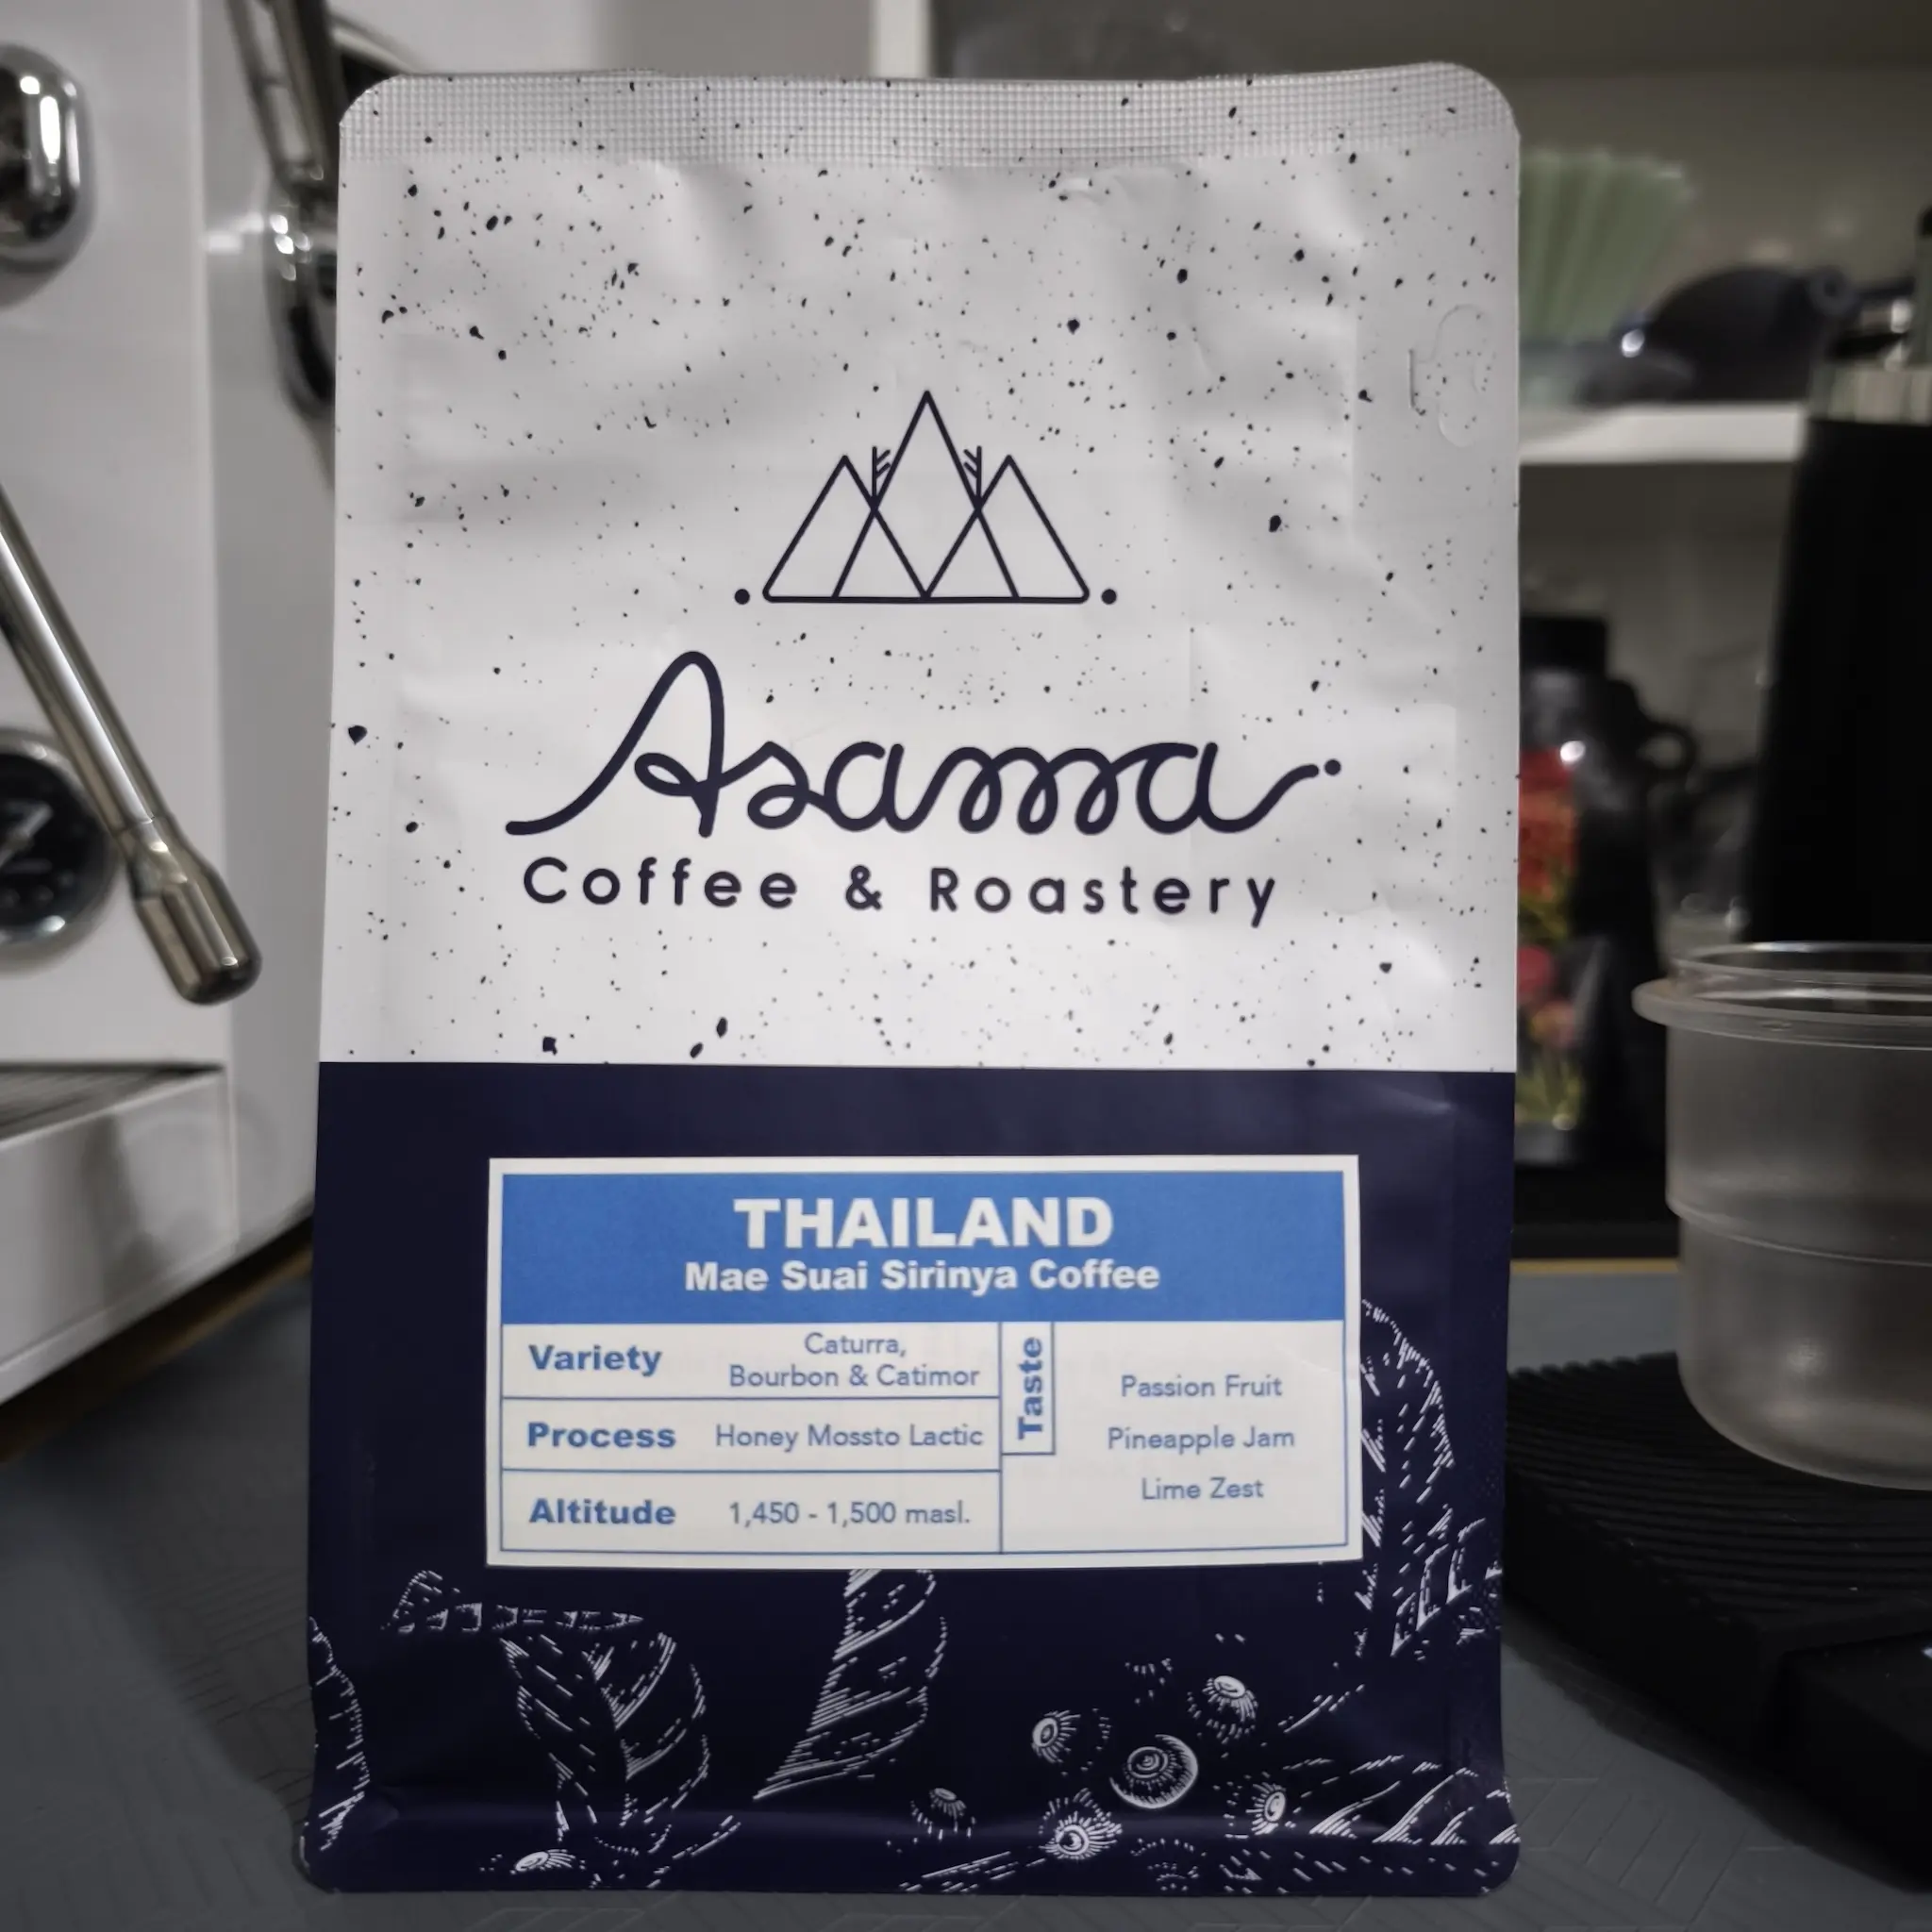 Asama
Coffee & Roastery
THAILAND
Mae Suai Sirinya Coffee
Variety
Caturra,
Bourbon & Catimor
Process
Honey Mossto Lactic
Altitude
1,450 - 1,500 masl.
Taste
Passion Fruit
Pineapple Jam
Lime Zest